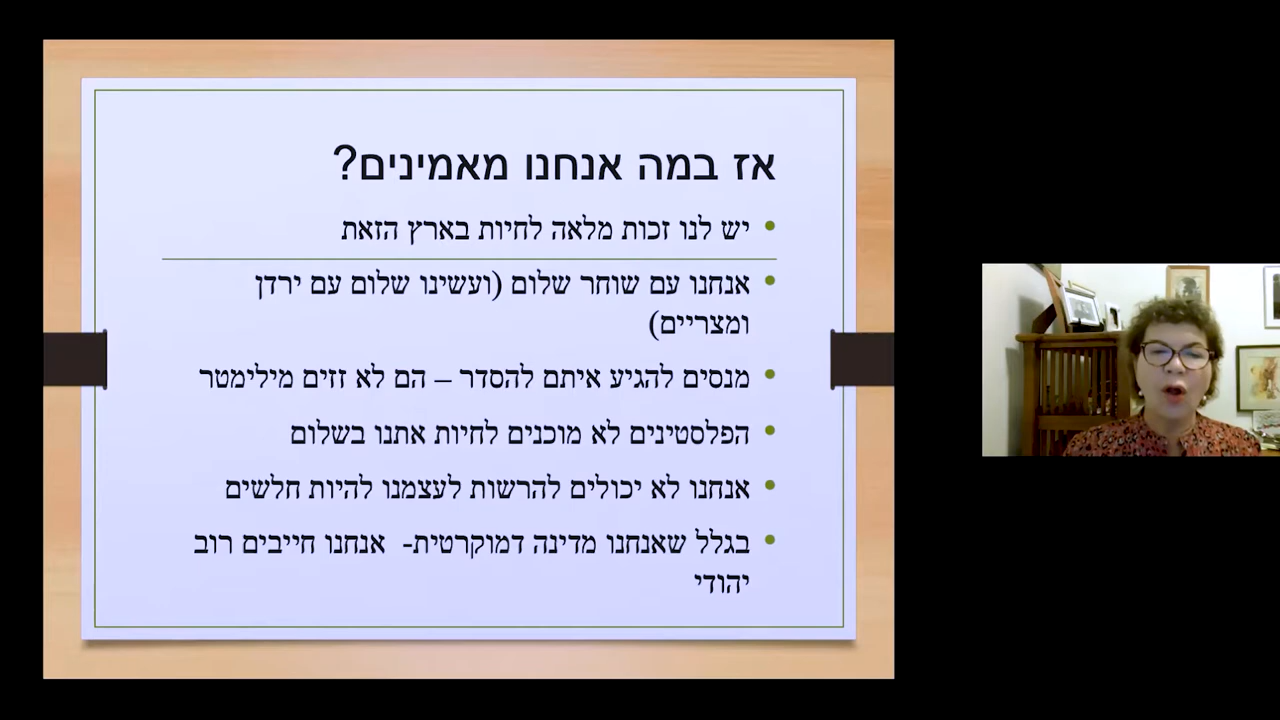 אז במה אנחנו מאמינים?
יש לנו זכות מלאה לחיות בארץ הזאת
אנחנו עם שוחר שלום (ועשינו שלום עם ירדן
ומצריים)
מנסים להגיע איתם להסדר – הם לא זזים מילימטר
הפלסטינים לא מוכנים לחיות אתנו בשלום
אנחנו לא יכולים להרשות לעצמנו להיות חלשים
בגלל שאנחנו מדינה דמוקרטית- אנחנו חייבים רוב
יהודי